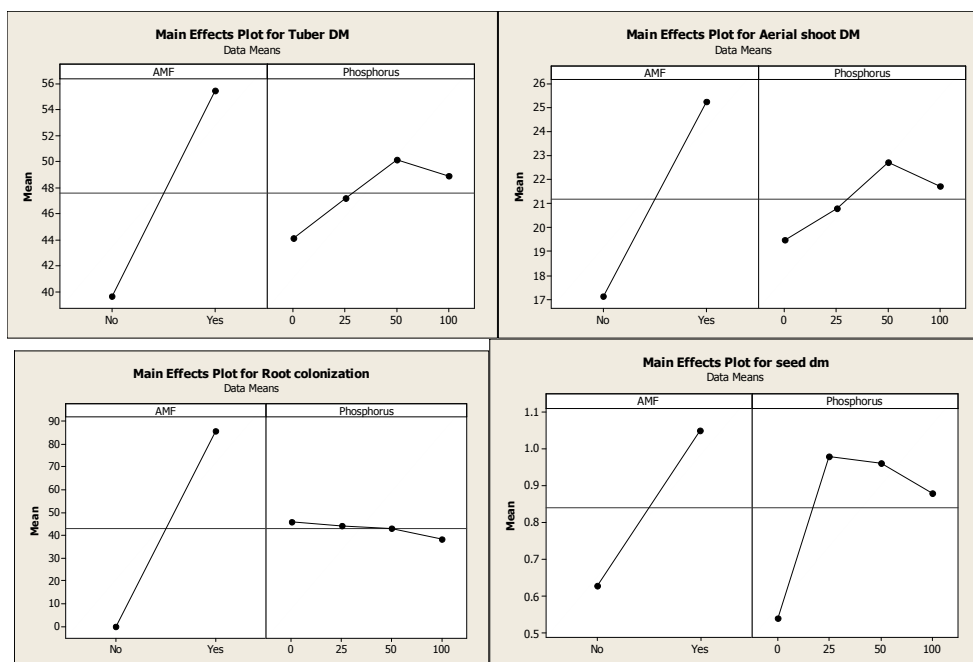 Main Effects Plot for Tuber DM
Data Means
AMF Phosphorus
56
54
52
50
48
46
44
42
40
Mean
No Yes 0 25 50 100
Main Effects Plot for Aerial shoot DM
Data Means
AMF Phosphorus
26
25
24
23
22
21
20
19
18
17
Mean
No Yes 0 25 50 100
Main Effects Plot for Root colonization
Data Means
AMF Phosphorus
90
80
70
60
50
40
30
20
10
0
Mean
No Yes 0 25 50 100
Main Effects Plot for seed dm
Data Means
AMF Phosphorus
1.1
1.0
0.9
0.8
0.7
0.6
0.5
Mean
No Yes 0 25 50 100